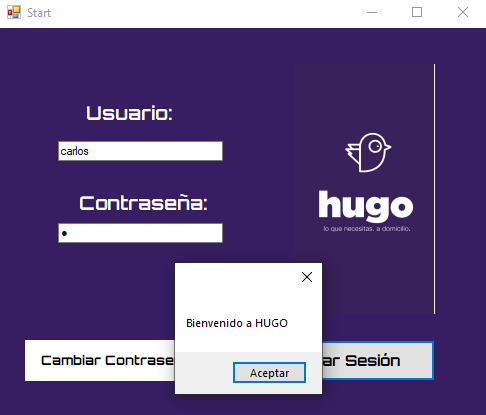 Start
Usuario:
carlos
Contraseña:
hugo
lo que necesitas. a domicilio.
Bienvenido a HUGO
Aceptar
Cambiar Contrase
ar Sesión